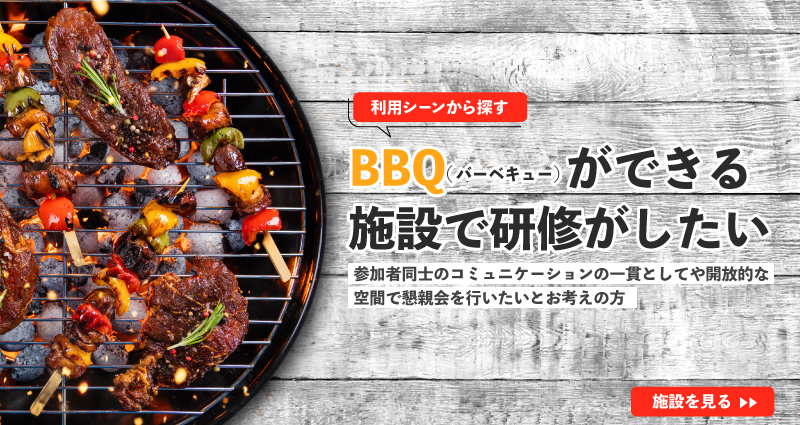 利用シーンから探す
BBQ（バーベキュー）ができる
施設で研修がしたい
参加者同士のコミュニケーションの一貫としてや開放的な
空間で懇親会を行いたいとお考えの方
施設を見る ▶▶